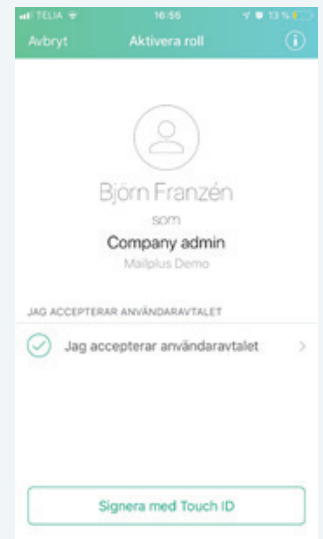 TELIA 16:56 13 %
Avbryt Aktivera roll
Björn Franzén
som
Company admin
Mailplus Demo
JAG ACCEPTERAR ANVÄNDARAVTALET
Jag accepterar användaravtalet
Signera med Touch ID